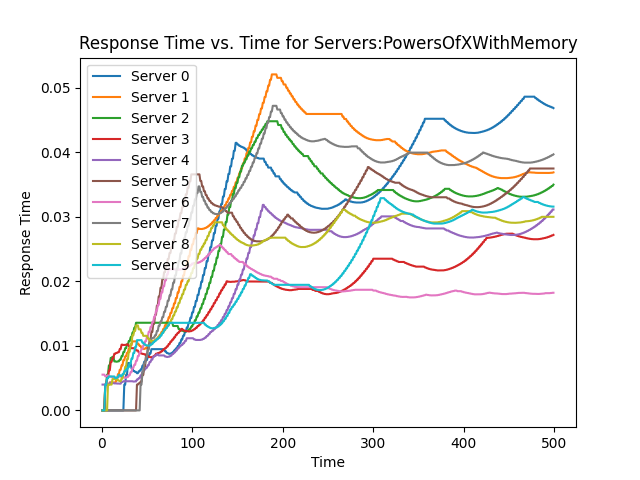 Response Time vs. Time for Servers:PowersOfXWithMemory
Response Time
0.05
0.04
0.03
0.02
0.01
0.00
Server 0
Server 1
Server 2
Server 3
Server 4
Server 5
Server 6
Server 7
Server 8
Server 9
0 100 200 300 400 500
Time